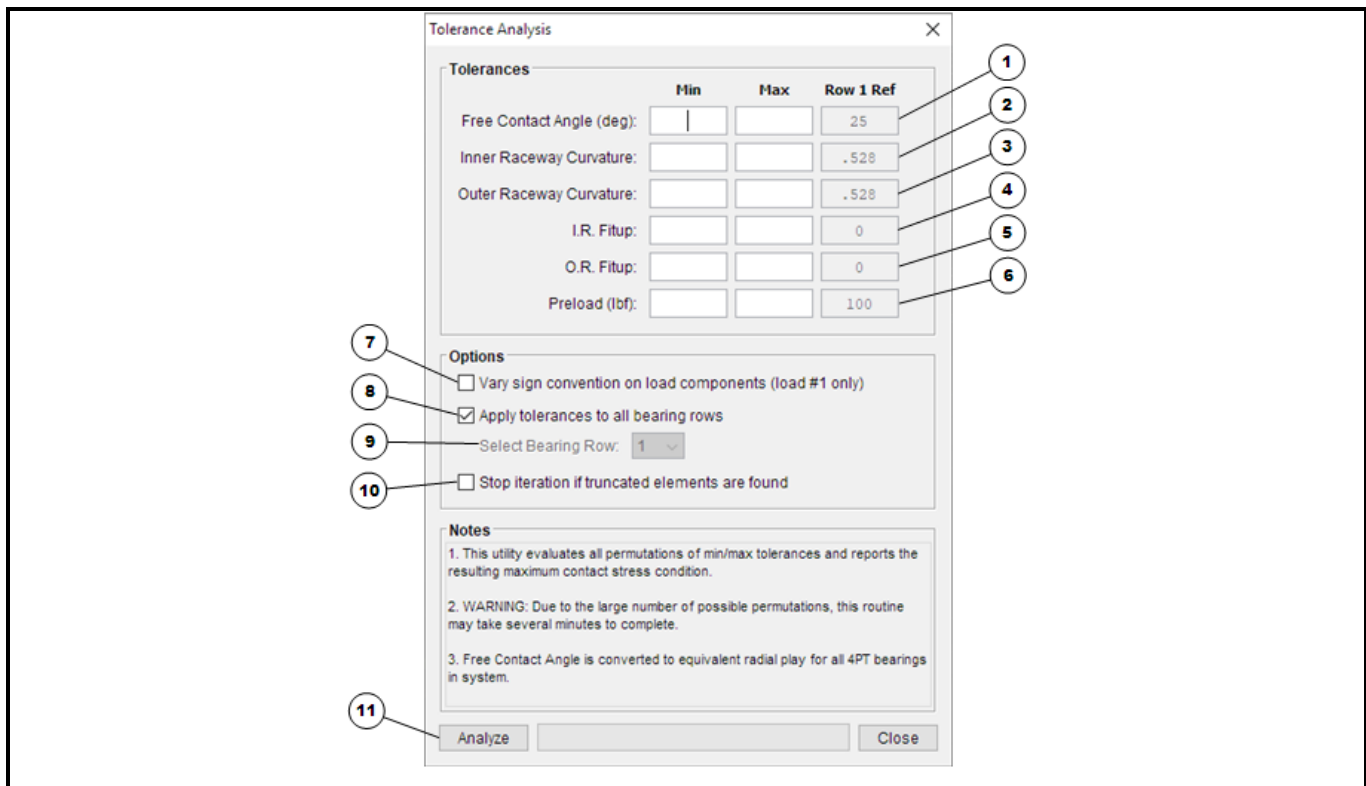 Tolerance Analysis
Tolerances
Min Max Row 1 Ref
Free Contact Angle (deg): 25
Inner Raceway Curvature: .528
Outer Raceway Curvature: .528
I.R. Fitup: 0
O.R. Fitup: 0
Preload (lbf): 100
1
2
3
4
5
6
7
8
9
10
Options
Vary sign convention on load components (load #1 only)
Apply tolerances to all bearing rows
Select Bearing Row: 1
Stop iteration if truncated elements are found
Notes
1. This utility evaluates all permutations of min/max tolerances and reports the
resulting maximum contact stress condition.
2. WARNING: Due to the large number of possible permutations, this routine
may take several minutes to complete.
3. Free Contact Angle is converted to equivalent radial play for all 4PT bearings
in system.
11
Analyze Close